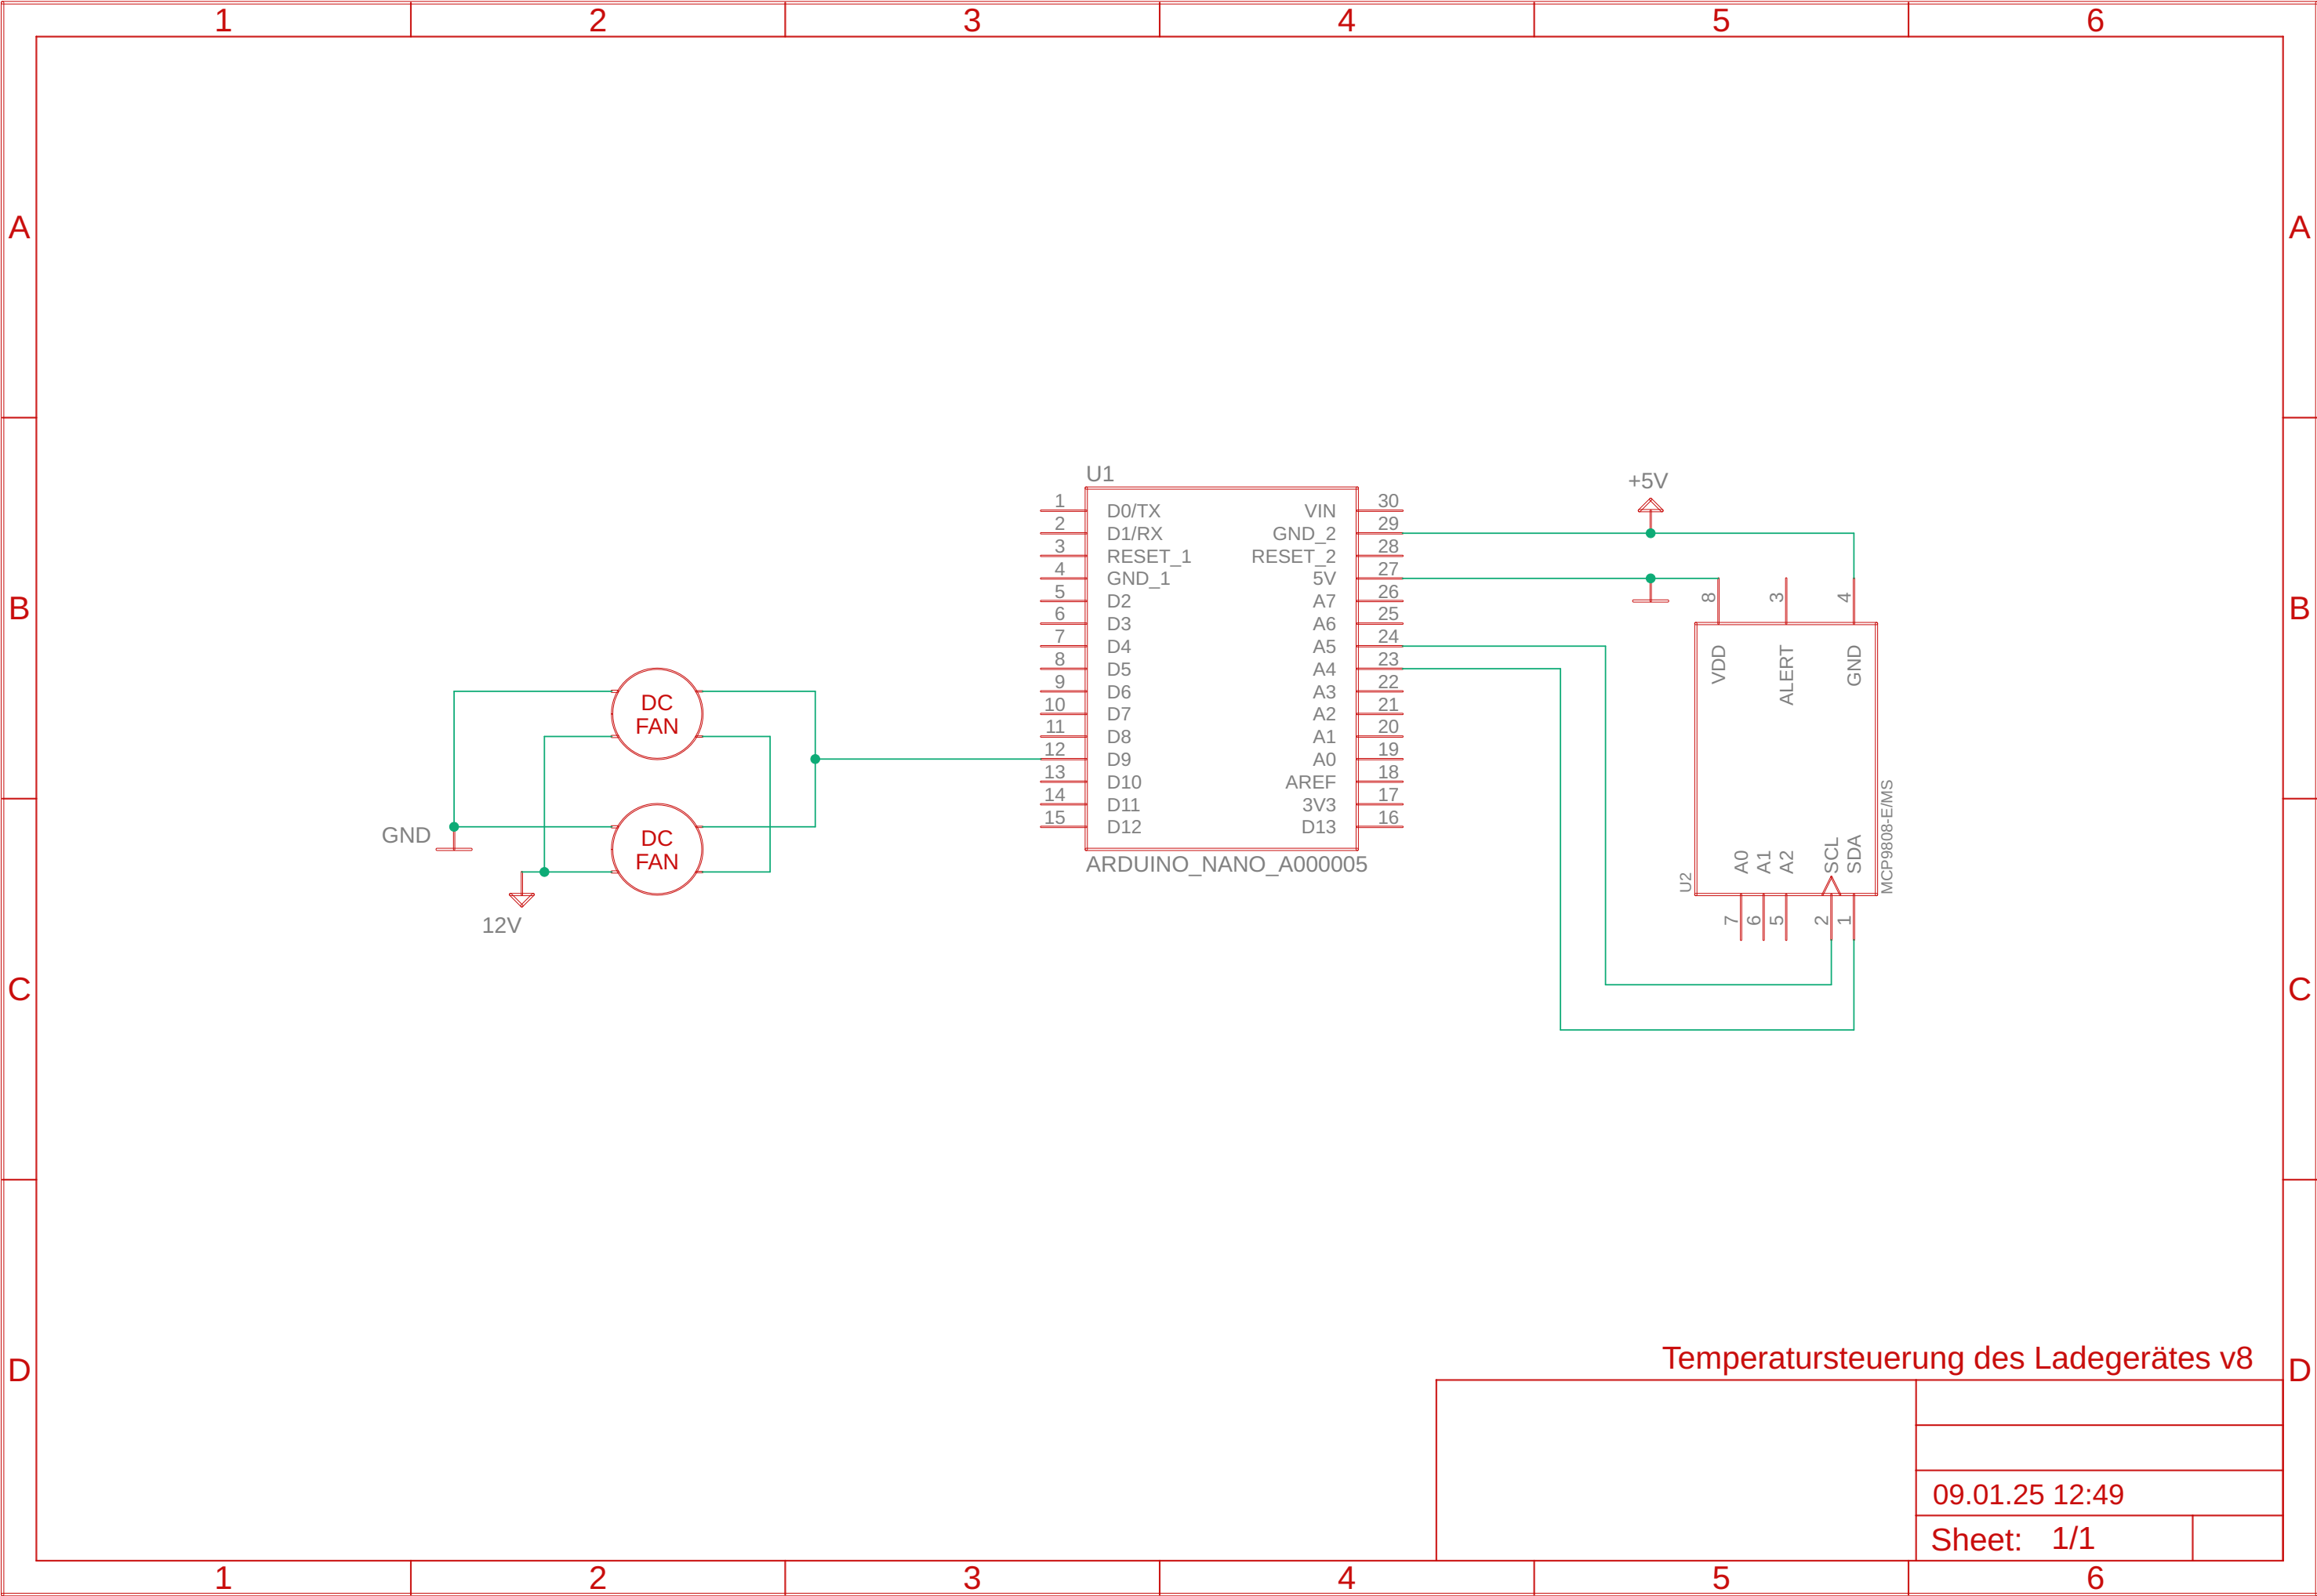 1 2 3 4 5 6
A A
B B
C C
D D
U1
1 D0/TX VIN 30
2 D1/RX GND_2 29
3 RESET_1 RESET_2 28
4 GND_1 5V 27
5 D2 A7 26
6 D3 A6 25
7 D4 A5 24
8 D5 A4 23
9 D6 A3 22
10 D7 A2 21
11 D8 A1 20
12 D9 A0 19
13 D10 AREF 18
14 D11 3V3 17
15 D12 D13 16
ARDUINO_NANO_A000005
DC
FAN
DC
FAN
GND
12V
+5V
8 3 4
VDD ALERT GND
A0 A1 A2 SCL SDA
7 6 5 2 1
U2
MCP9808-E/MS
Temperatursteuerung des Ladegerätes v8
09.01.25 12:49
Sheet: 1/1
1 2 3 4 5 6